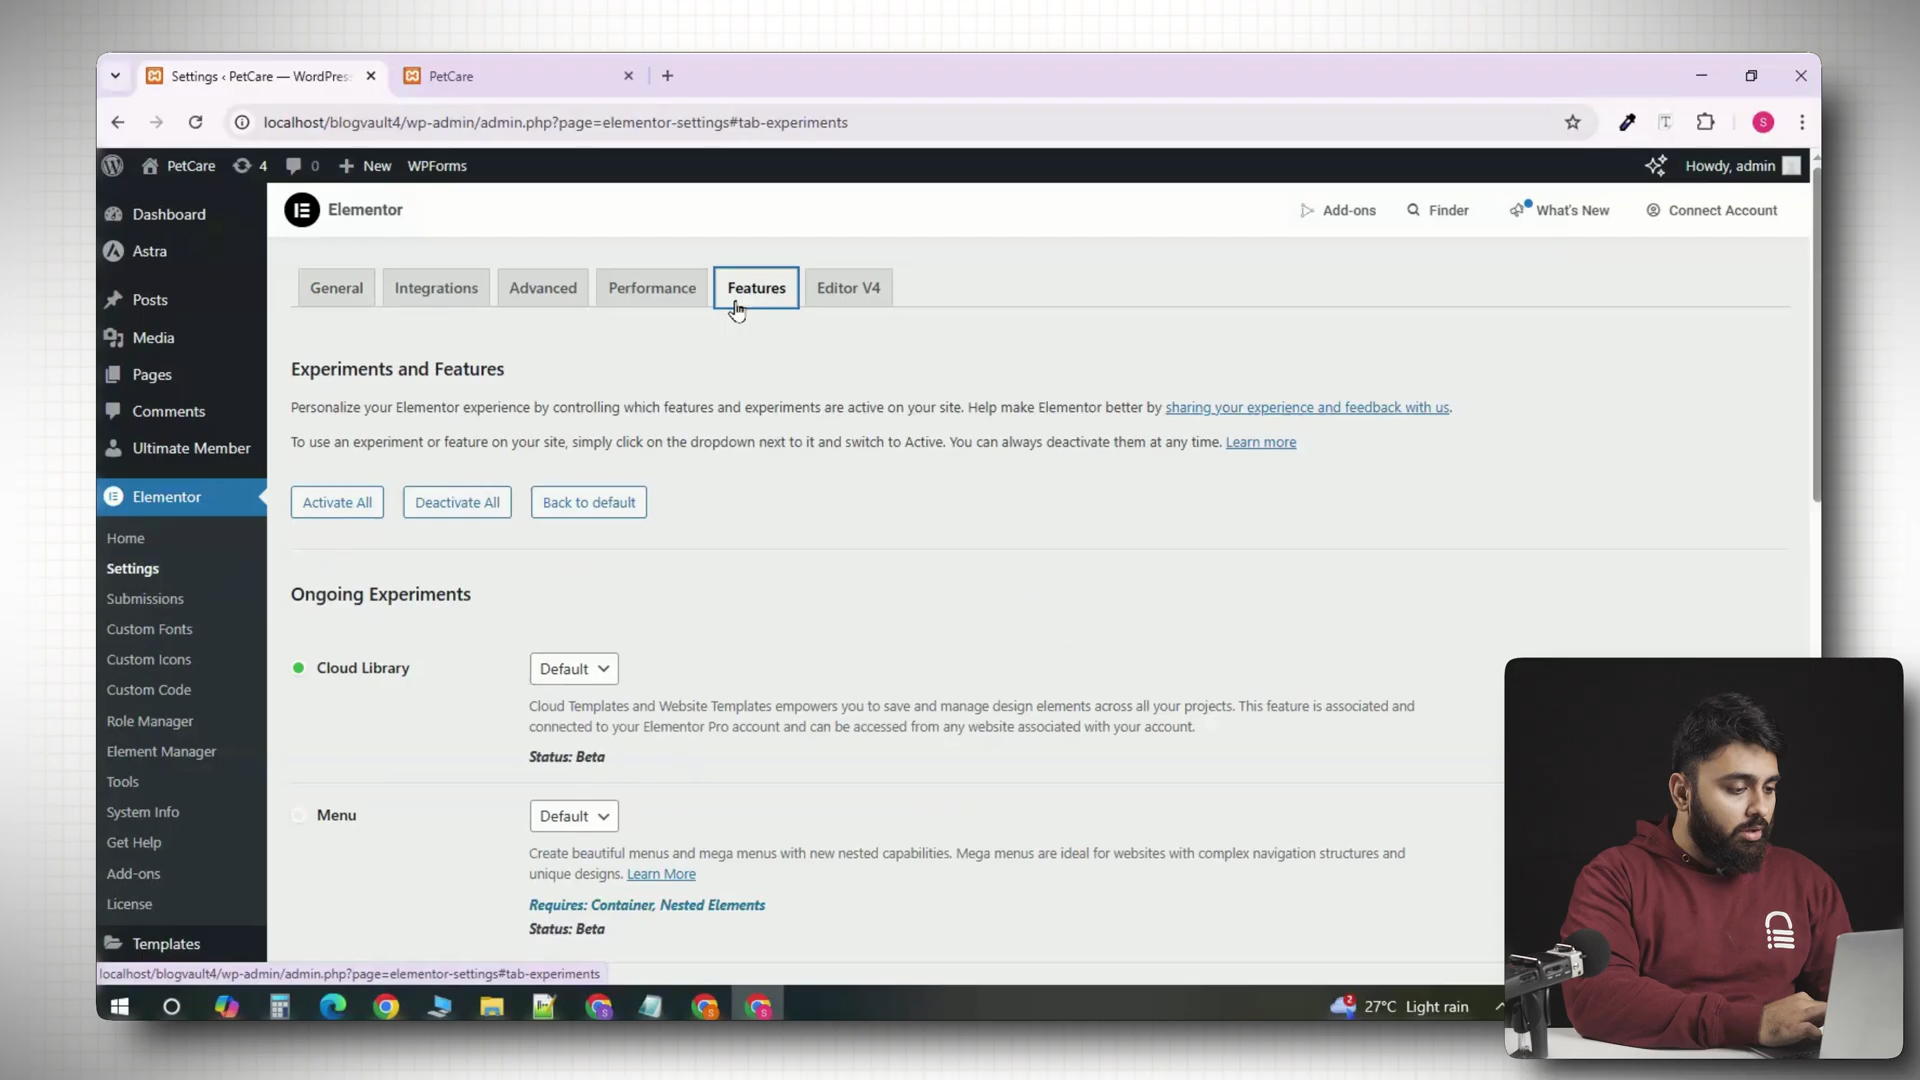 Settings ‹ PetCare — WordPres
PetCare
localhost/blogvault4/wp-admin/admin.php?page=elementor-settings#tab-experiments
S
PetCare
4
0
New
WPForms
Howdy, admin
Dashboard
Astra
Posts
Media
Pages
Comments
Ultimate Member
Elementor
Home
Settings
Submissions
Custom Fonts
Custom Icons
Custom Code
Role Manager
Element Manager
Tools
System Info
Get Help
Add-ons
License
Templates
Elementor
Add-ons
Finder
What's New
Connect Account
General
Integrations
Advanced
Performance
Features
Editor V4
Experiments and Features
Personalize your Elementor experience by controlling which features and experiments are active on your site. Help make Elementor better by sharing your experience and feedback with us.
To use an experiment or feature on your site, simply click on the dropdown next to it and switch to Active. You can always deactivate them at any time. Learn more
Activate All
Deactivate All
Back to default
Ongoing Experiments
Cloud Library
Default
Cloud Templates and Website Templates empowers you to save and manage design elements across all your projects. This feature is associated and
connected to your Elementor Pro account and can be accessed from any website associated with your account.
Status: Beta
Menu
Default
Create beautiful menus and mega menus with new nested capabilities. Mega menus are ideal for websites with complex navigation structures and
unique designs. Learn More
Requires: Container, Nested Elements
Status: Beta
localhost/blogvault4/wp-admin/admin.php?page=elementor-settings#tab-experiments
2
27°C Light rain